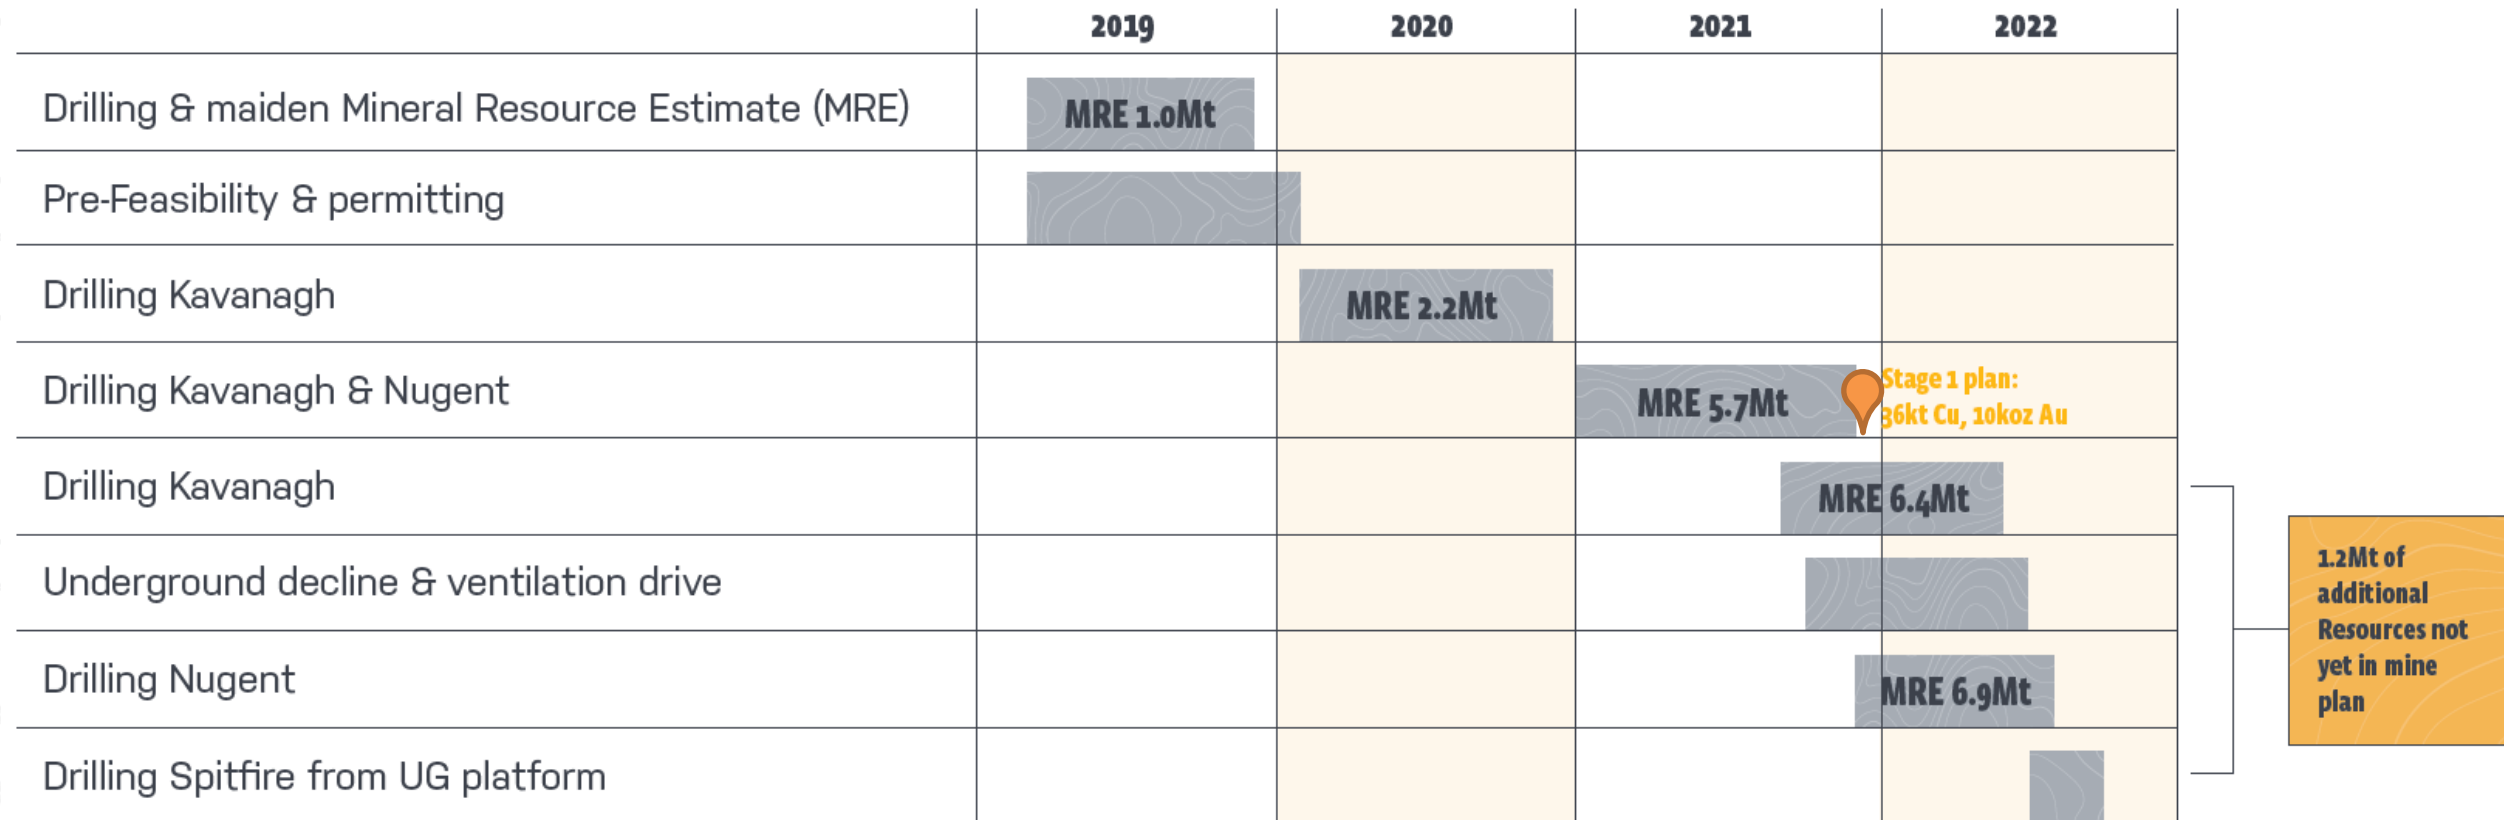 2019 2020 2021 2022
Drilling & maiden Mineral Resource Estimate (MRE) MRE 1.0Mt
Pre-Feasibility & permitting
Drilling Kavanagh MRE 2.2Mt
Drilling Kavanagh & Nugent MRE 5.7Mt
Stage 1 plan:
36kt Cu, 10koz Au
Drilling Kavanagh MRE 6.4Mt
Underground decline & ventilation drive
Drilling Nugent MRE 6.9Mt
Drilling Spitfire from UG platform
1.2Mt of
additional
Resources not
yet in mine
plan